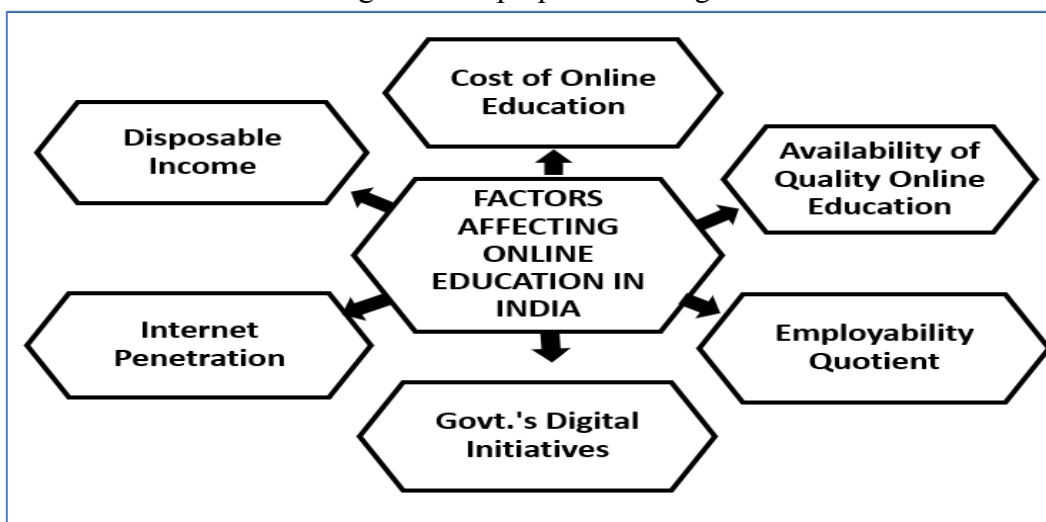 Cost of Online
Education
Disposable
Income
Availability of
Quality Online
Education
FACTORS
AFFECTING
ONLINE
EDUCATION IN
INDIA
Internet
Penetration
Employability
Quotient
Govt.'s Digital
Initiatives